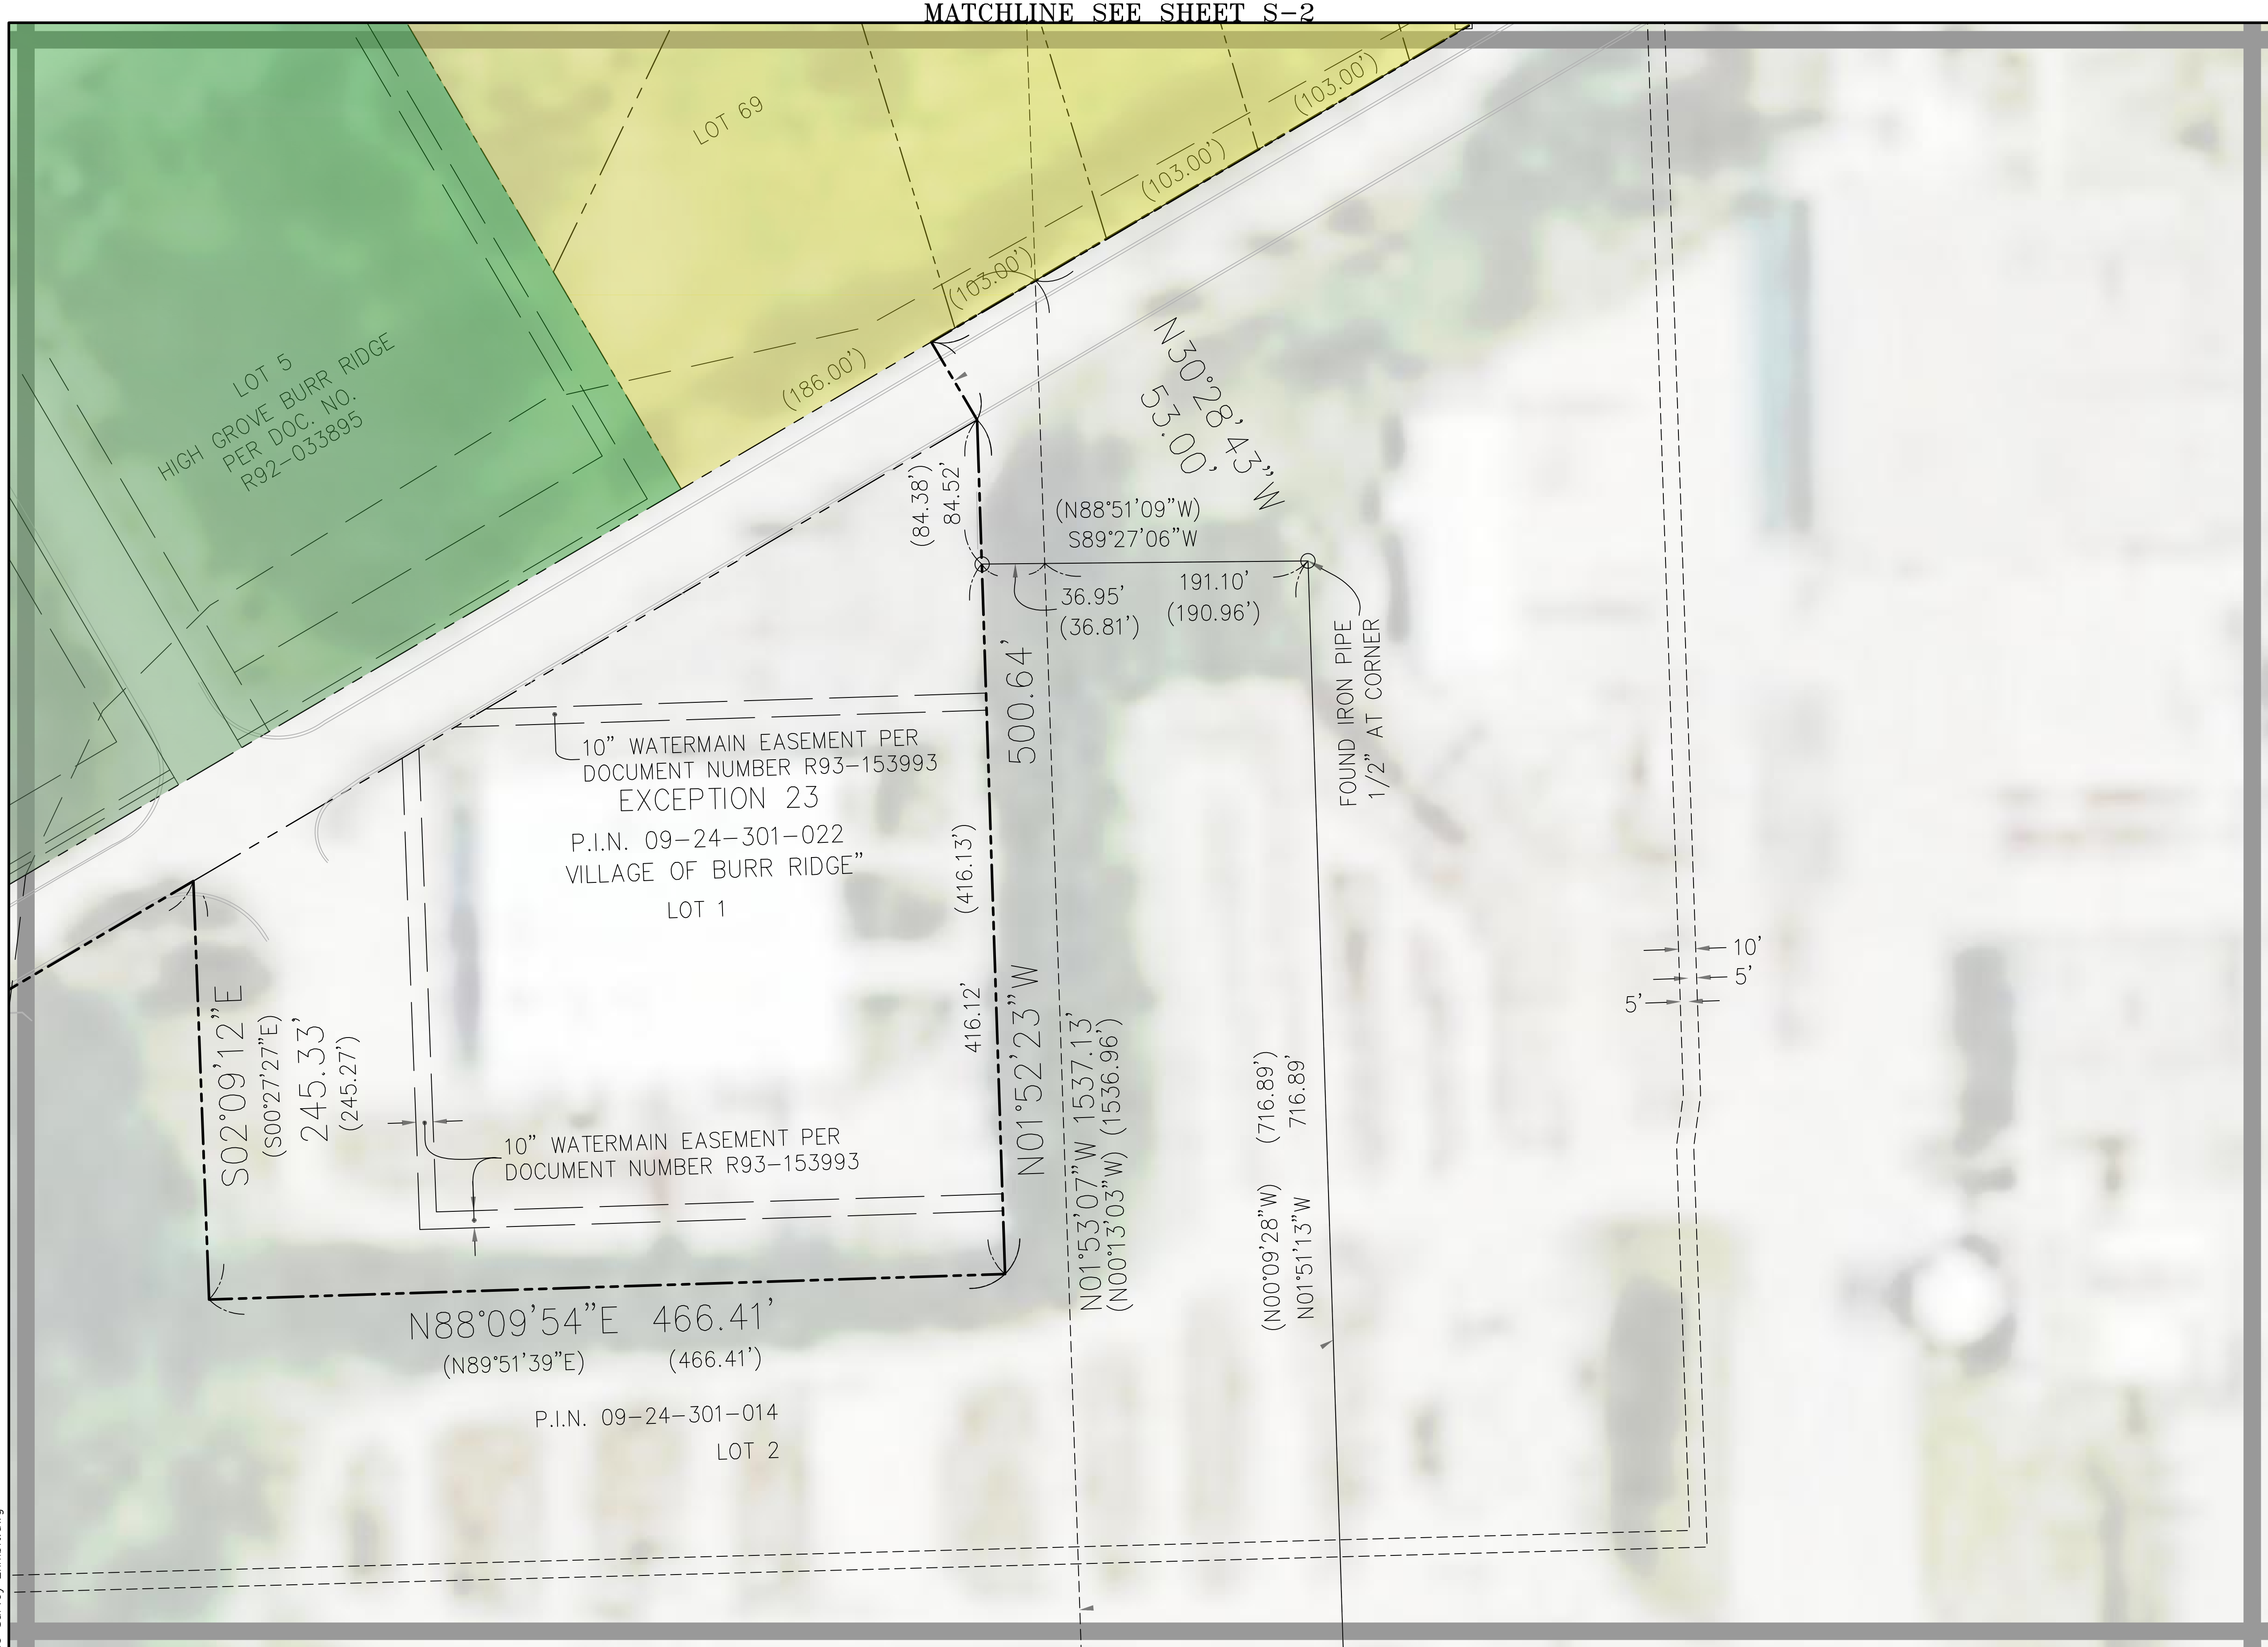 MATCHLINE SEE SHEET S-2
LOT 69
(103.00')
(103.00')
(103.00')
(186.00')
LOT 5
HIGH GROVE BURR RIDGE
PER DOC. NO.
R92-033895
N30°28'43"W
53.00'
(84.38')
84.52'
(N88°51'09"W)
S89°27'06"W
36.95'
(36.81')
191.10'
(190.96')
FOUND IRON PIPE
1/2" AT CORNER
500.64'
N01°52'23"W
10" WATERMAIN EASEMENT PER
DOCUMENT NUMBER R93-153993
EXCEPTION 23
P.I.N. 09-24-301-022
VILLAGE OF BURR RIDGE"
LOT 1
(416.13')
416.12'
S02°09'12"E
(S00°27'27"E)
245.33'
(245.27')
10" WATERMAIN EASEMENT PER
DOCUMENT NUMBER R93-153993
N01°53'07"W 1537.13'
(N00°13'03"W) (1536.96')
(716.89')
716.89'
(N00°09'28"W)
N01°51'13"W
10'
5'
5'
N88°09'54"E 466.41'
(N89°51'39"E) (466.41')
P.I.N. 09-24-301-014
LOT 2